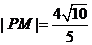 | PM |= 4√10/5